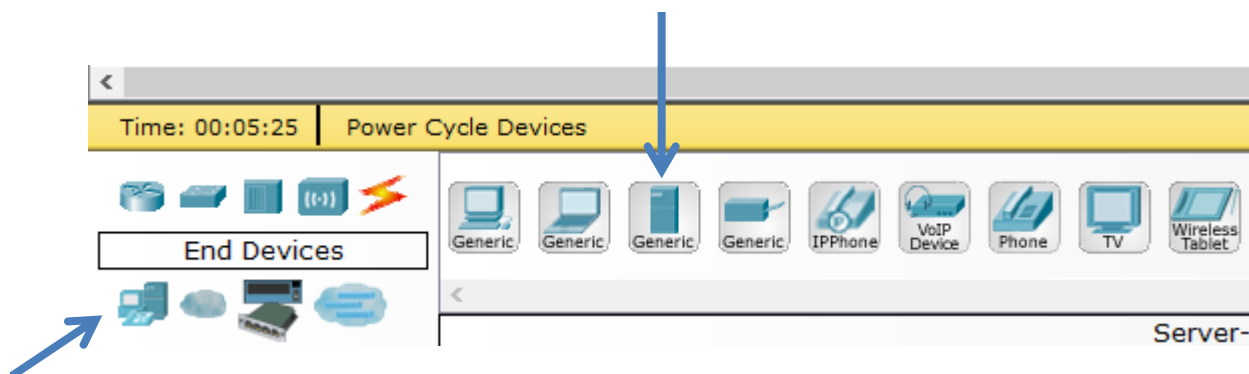 Time: 00:05:25 Power Cycle Devices
End Devices
Generic Generic Generic Generic IPPhone VoIP Device Phone TV Wireless Tablet
Server-